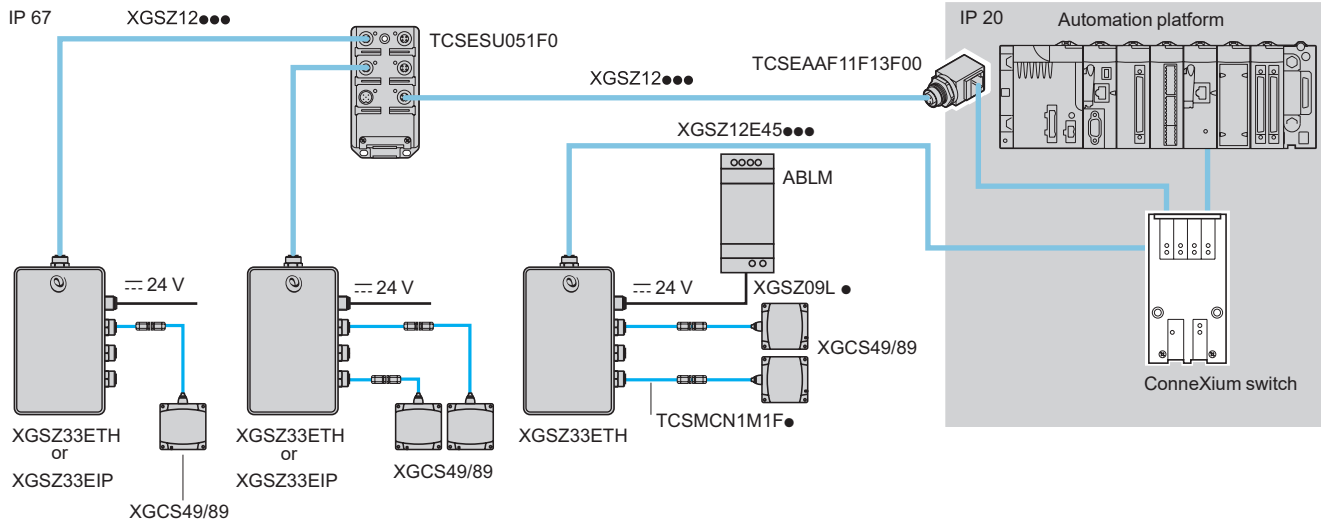 IP 67
XGSZ12●●●
TCSESU051F0
XGSZ12●●●
TCSEAAF11F13F00
IP 20
Automation platform
XGSZ12E45●●●
ABLM
24 V
24 V
24 V
XGSZ09L ●
XGCS49/89
ConneXium switch
TCSMCN1M1F●
XGSZ33ETH
or
XGSZ33EIP
XGSZ33ETH
or
XGSZ33EIP
XGCS49/89
XGSZ33ETH
XGCS49/89